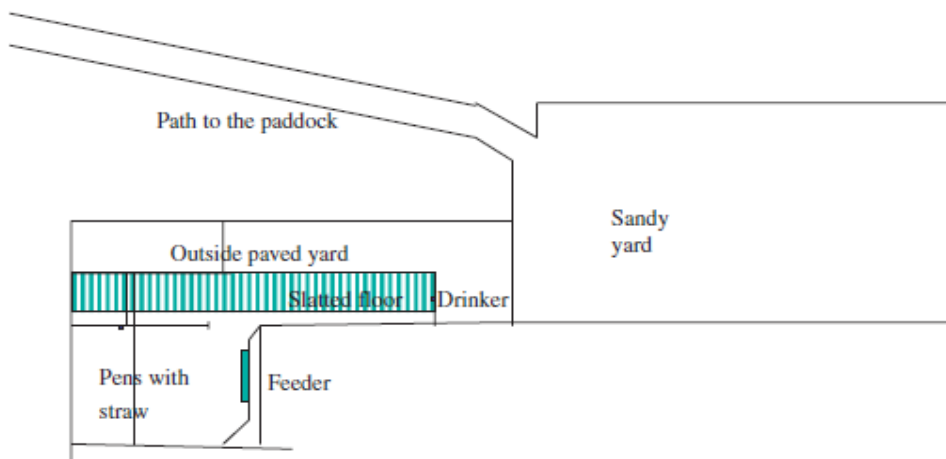 Path to the paddock
Sandy
yard
Outside paved yard
Slatted floor
Drinker
Pens with
straw
Feeder